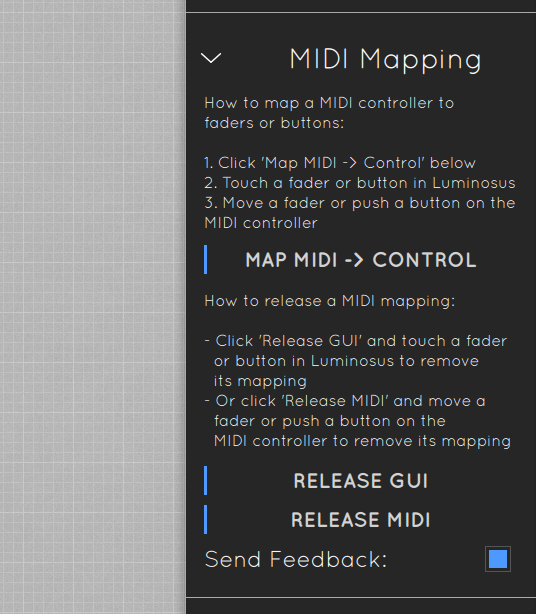 MIDI Mapping
How to map a MIDI controller to
faders or buttons:
1. Click 'Map MIDI -> Control' below
2. Touch a fader or button in Luminosus
3. Move a fader or push a button on the
MIDI controller
MAP MIDI -> CONTROL
How to release a MIDI mapping:
- Click 'Release GUI' and touch a fader
or button in Luminosus to remove
its mapping
- Or click 'Release MIDI' and move a
fader or push a button on the
MIDI controller to remove its mapping
RELEASE GUI
RELEASE MIDI
Send Feedback: